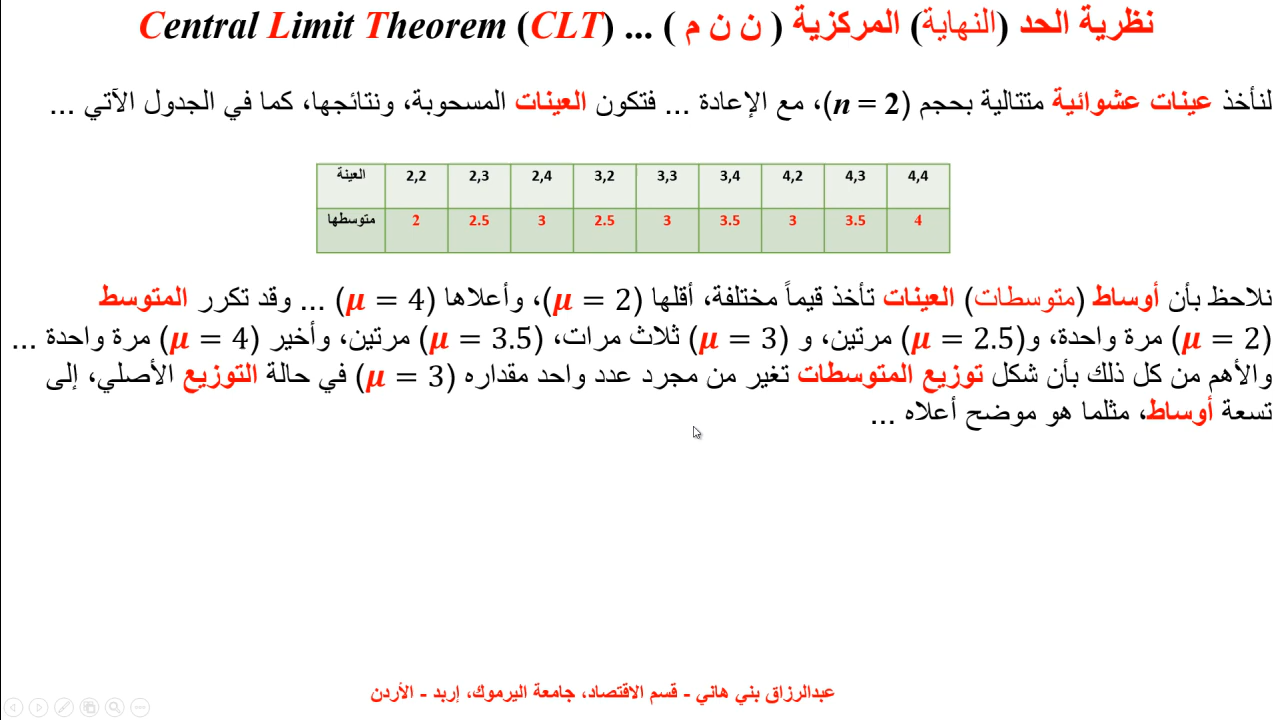 نظرية الحد (النهاية) المركزية ( ن ن م ) ... Central Limit Theorem (CLT)
لنأخذ عينات عشوائية متتالية بحجم (n = 2)، مع الإعادة ... فتكون العينات المسحوبة، ونتائجها، كما في الجدول الآتي ...
العينة 2,2 2,3 2,4 3,2 3,3 3,4 4,2 4,3 4,4
متوسطها 2 2.5 3 2.5 3 3.5 3 3.5 4
نلاحظ بأن أوساط (متوسطات) العينات تأخذ قيماً مختلفة، أقلها (μ = 2)، وأعلاها (μ = 4) ... وقد تكرر المتوسط
(μ = 2) مرة واحدة، و(μ = 2.5) مرتين، و (μ = 3) ثلاث مرات، (μ = 3.5) مرتين، وأخير (μ = 4) مرة واحدة ...
والأهم من كل ذلك بأن شكل توزيع المتوسطات تغير من مجرد عدد واحد مقداره (μ = 3) في حالة التوزيع الأصلي، إلى
تسعة أوساط، مثلما هو موضح أعلاه ...
عبدالرزاق بني هاني - قسم الاقتصاد، جامعة اليرموك، إربد - الأردن